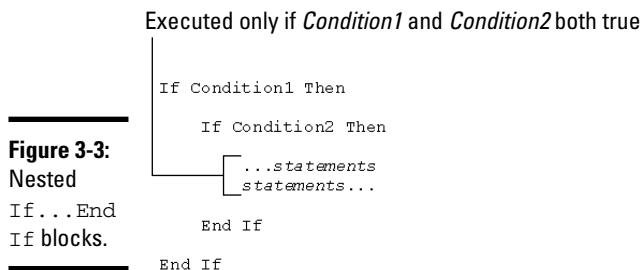 Executed only if Condition1 and Condition2 both true
If Condition1 Then
If Condition2 Then
...statements
statements...
End If
End If
Figure 3-3:
Nested
If...End
If blocks.